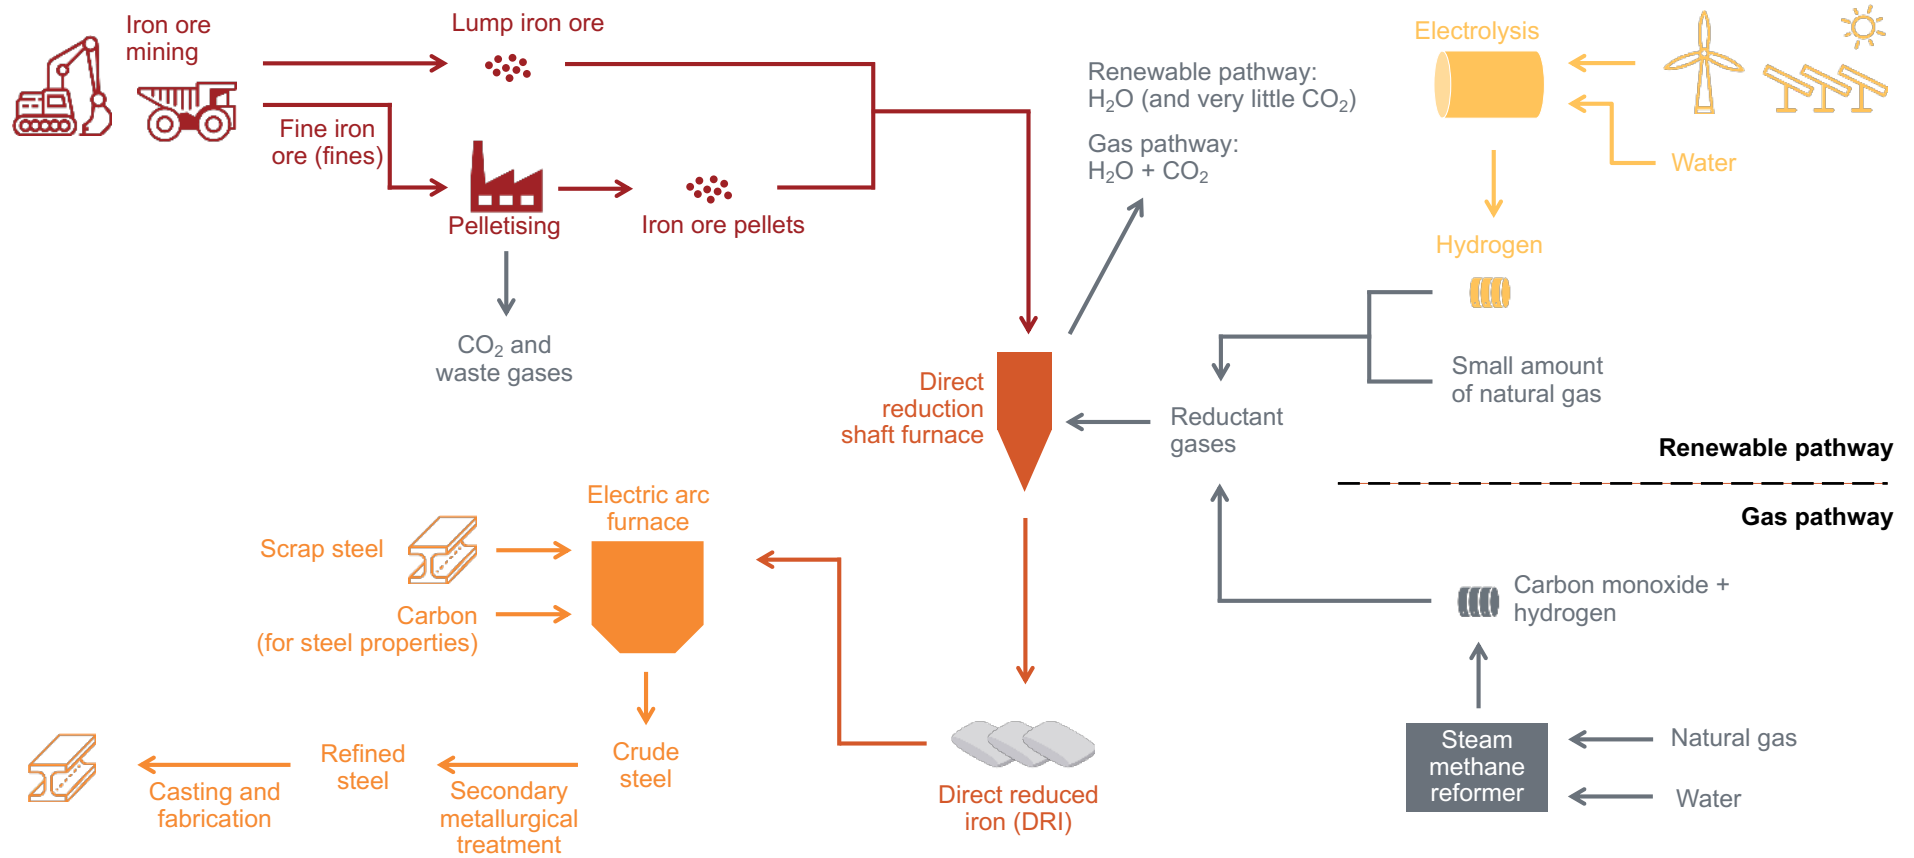 Iron ore
mining
Lump iron ore
Fine iron
ore (fines)
Pelletising
Iron ore pellets
CO₂ and
waste gases
Renewable pathway:
H₂O (and very little CO₂)
Gas pathway:
H₂O + CO₂
Electrolysis
Water
Hydrogen
Small amount
of natural gas
Direct
reduction
shaft furnace
Reductant
gases
Renewable pathway
Gas pathway
Electric arc
furnace
Scrap steel
Carbon
(for steel properties)
Carbon monoxide +
hydrogen
Steam
methane
reformer
Natural gas
Water
Direct reduced
iron (DRI)
Crude
steel
Secondary
metallurgical
treatment
Refined
steel
Casting and
fabrication